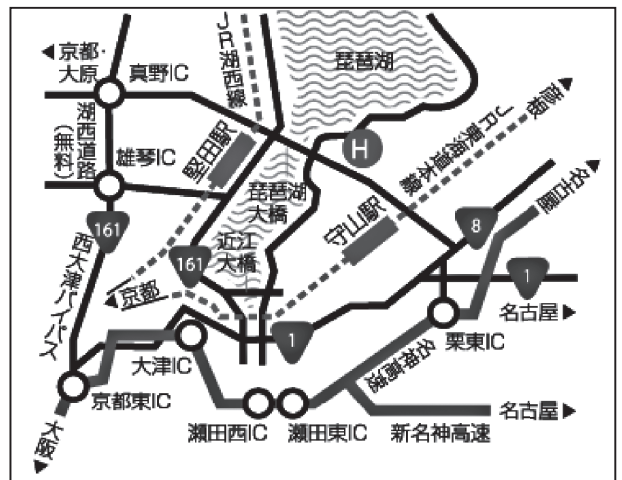 ◀京都・
大原
真野IC
JR湖西線
琵琶湖
湖西道路
(無料)
雄琴IC
堅田駅
H
JR東海道本線
彦根
琵琶湖
大橋
守山駅
8
名古屋
161
161
近江
大橋
西大津バイパス
京都
1
1
名古屋▶
栗東IC
大津IC
名神高速
京都東IC
瀬田西IC
瀬田東IC
新名神高速
名古屋▶
大阪